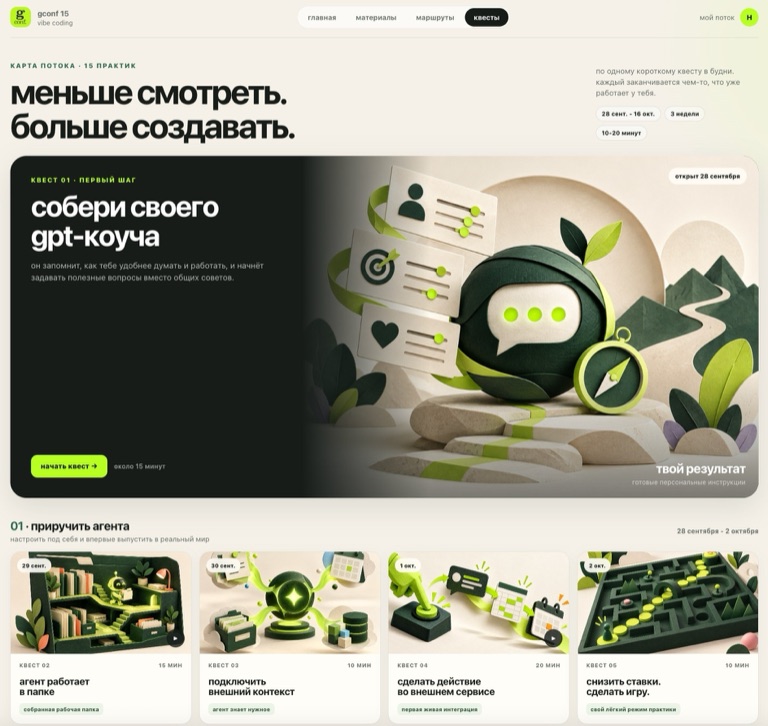 g
conf
gconf 15
vibe coding
главная
материалы
маршруты
квесты
мой поток
Н
КАРТА ПОТОКА · 15 ПРАКТИК
меньше смотреть.
больше создавать.
по одному короткому квесту в будни.
каждый заканчивается чем-то, что уже
работает у тебя.
28 сент. - 16 окт.
3 недели
10-20 минут
КВЕСТ 01 · ПЕРВЫЙ ШАГ
собери своего
gpt-коуча
он запомнит, как тебе удобнее думать и работать, и начнёт
задавать полезные вопросы вместо общих советов.
начать квест →
около 15 минут
открыт 28 сентября
твой результат
готовые персональные инструкции
01 · приручить агента
настроить под себя и впервые выпустить в реальный мир
28 сентября - 2 октября
29 сент.
КВЕСТ 02
15 МИН
агент работает
в папке
собранная рабочая папка
30 сент.
КВЕСТ 03
10 МИН
подключить
внешний контекст
агент знает нужное
1 окт.
КВЕСТ 04
20 МИН
сделать действие
во внешнем сервисе
первая живая интеграция
2 окт.
КВЕСТ 05
10 МИН
снизить ставки.
сделать игру.
свой лёгкий режим практики